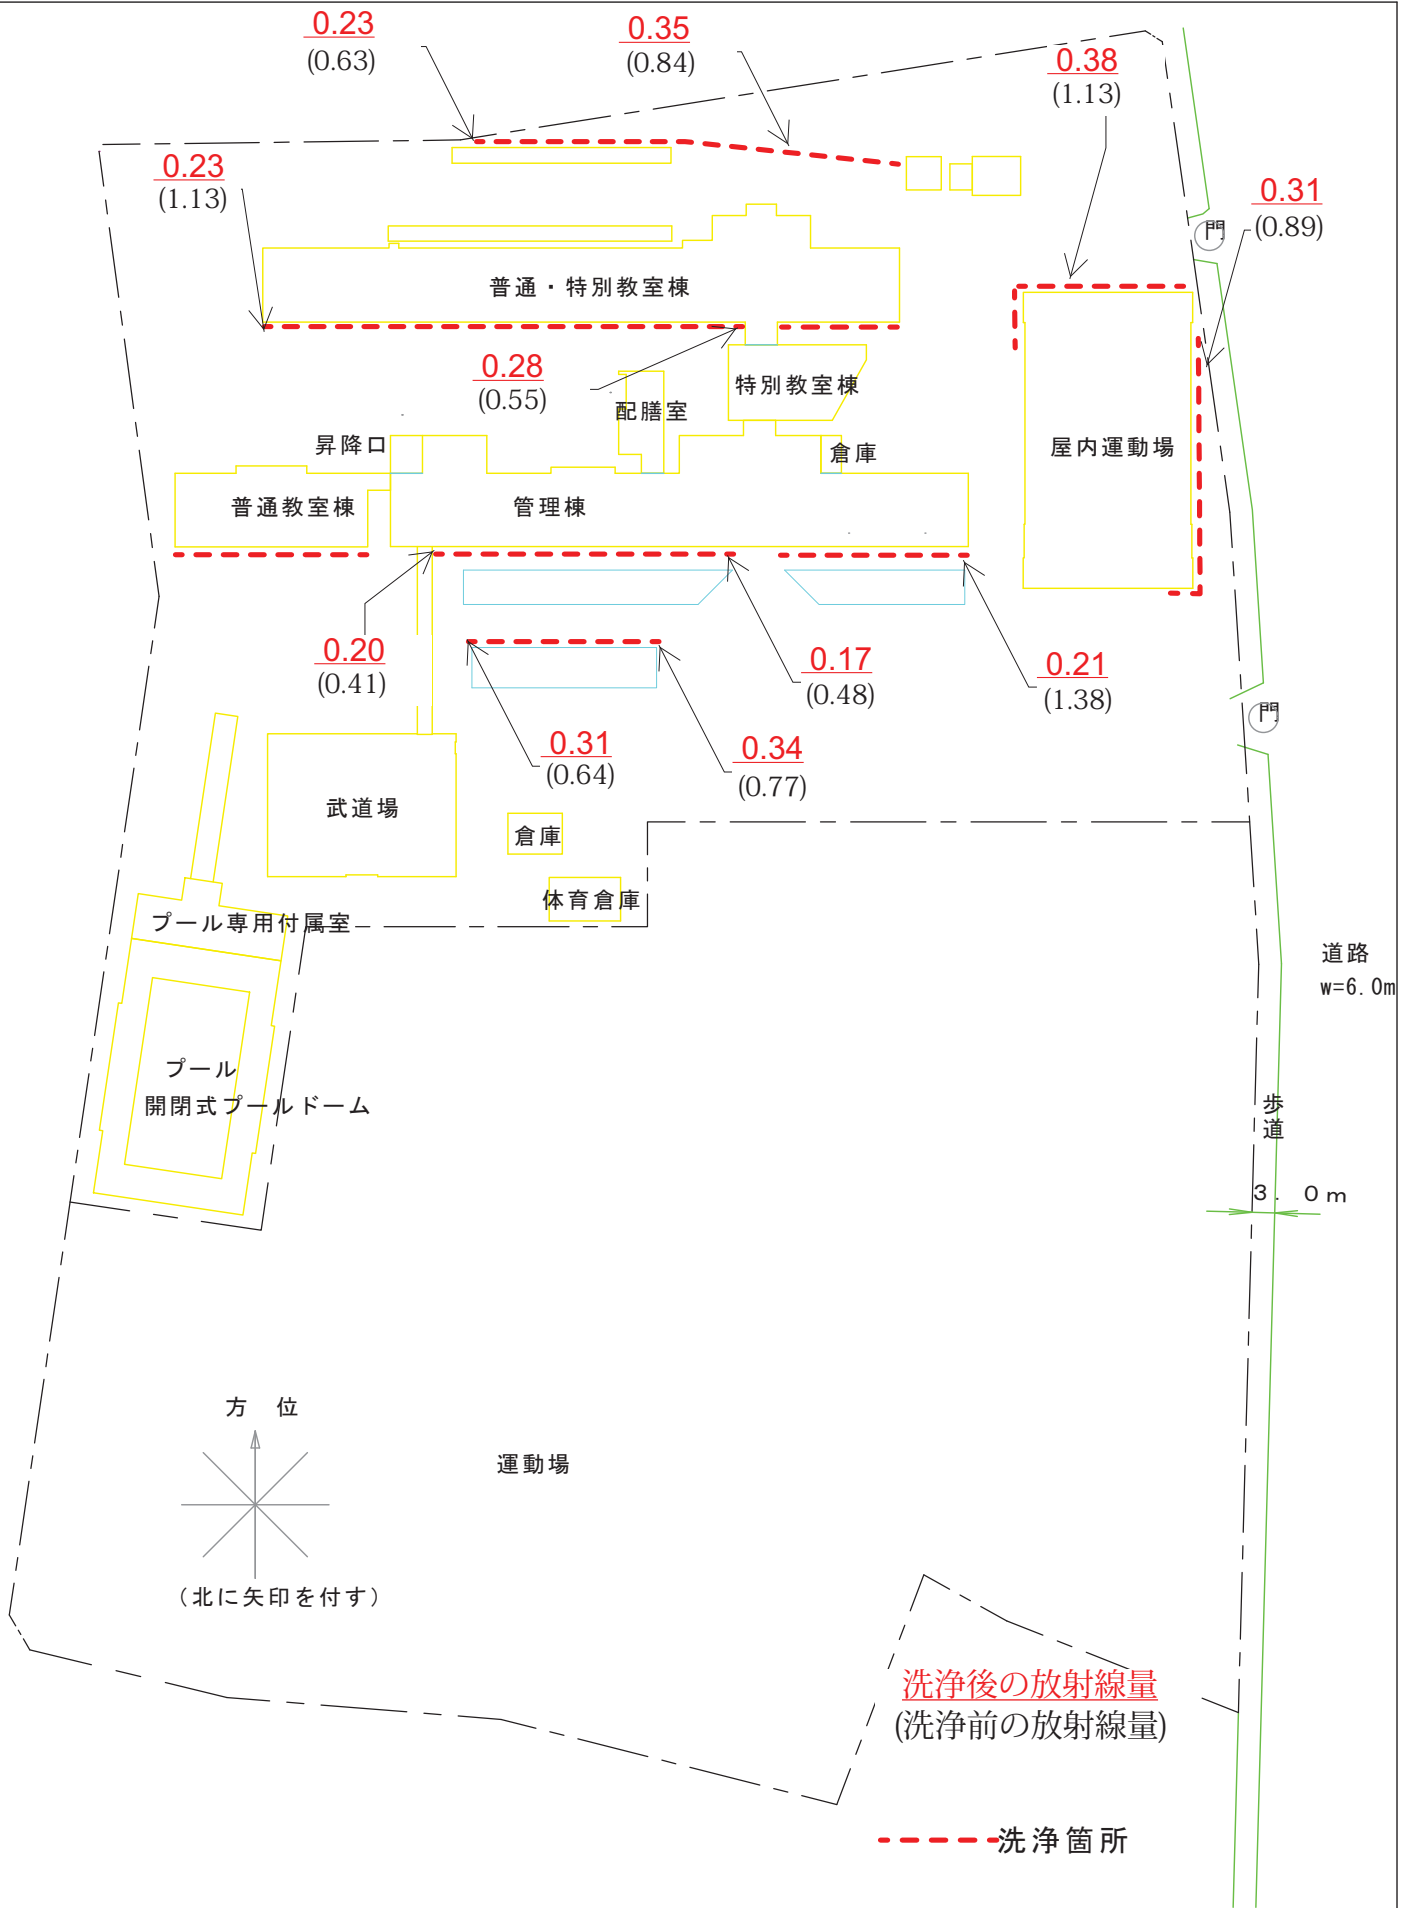 0.23
(0.63)
0.35
(0.84)
0.38
(1.13)
0.23
(1.13)
0.31
(0.89)
門
普通・特別教室棟
0.28
(0.55)
特別教室棟
配膳室
昇降口
倉庫
屋内運動場
普通教室棟
管理棟
0.20
(0.41)
0.17
(0.48)
0.21
(1.38)
門
0.31
(0.64)
0.34
(0.77)
武道場
倉庫
体育倉庫
プール専用付属室
道路
w=6.0m
プール
開閉式プールドーム
歩道
3.0m
方 位
運動場
(北に矢印を付す)
洗浄後の放射線量
(洗浄前の放射線量)
洗浄箇所